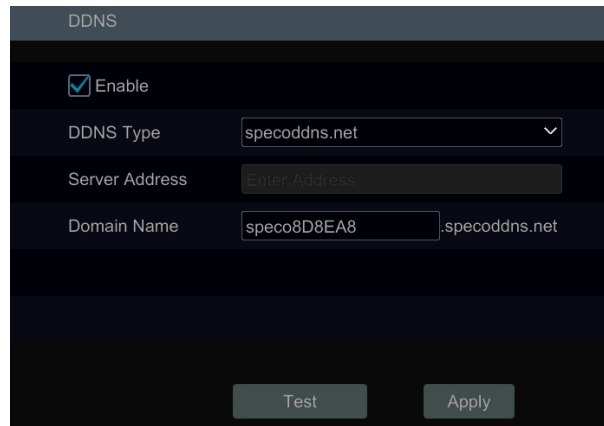 DDNS
Enable
DDNS Type specoddns.net
Server Address Enter Address
Domain Name speco8D8EA8 .specoddns.net
Test Apply